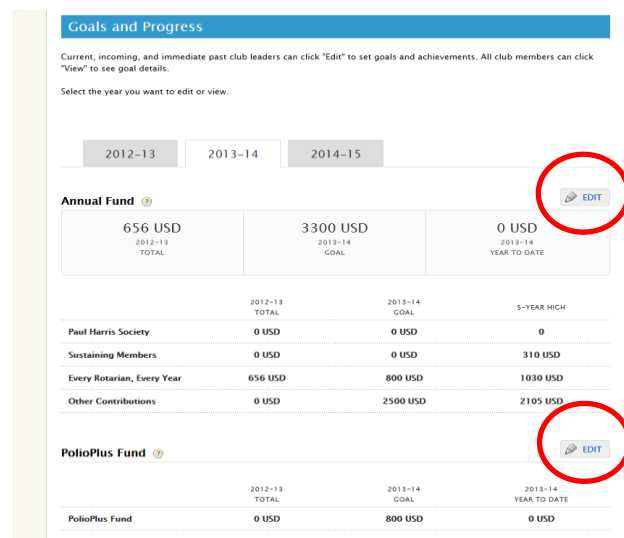 Goals and Progress
Current, incoming, and immediate past club leaders can click "Edit" to set goals and achievements. All club members can click
"View" to see goal details.
Select the year you want to edit or view.
2012-13 2013-14 2014-15
Annual Fund ? EDIT
656 USD 3300 USD 0 USD
2012-13 2013-14 2013-14
TOTAL GOAL YEAR TO DATE
2012-13 2013-14 5-YEAR HIGH
TOTAL GOAL
Paul Harris Society 0 USD 0 USD 0
Sustaining Members 0 USD 0 USD 310 USD
Every Rotarian, Every Year 656 USD 800 USD 1030 USD
Other Contributions 0 USD 2500 USD 2105 USD
PolioPlus Fund ? EDIT
2012-13 2013-14 2013-14
TOTAL GOAL YEAR TO DATE
PolioPlus Fund 0 USD 800 USD 0 USD